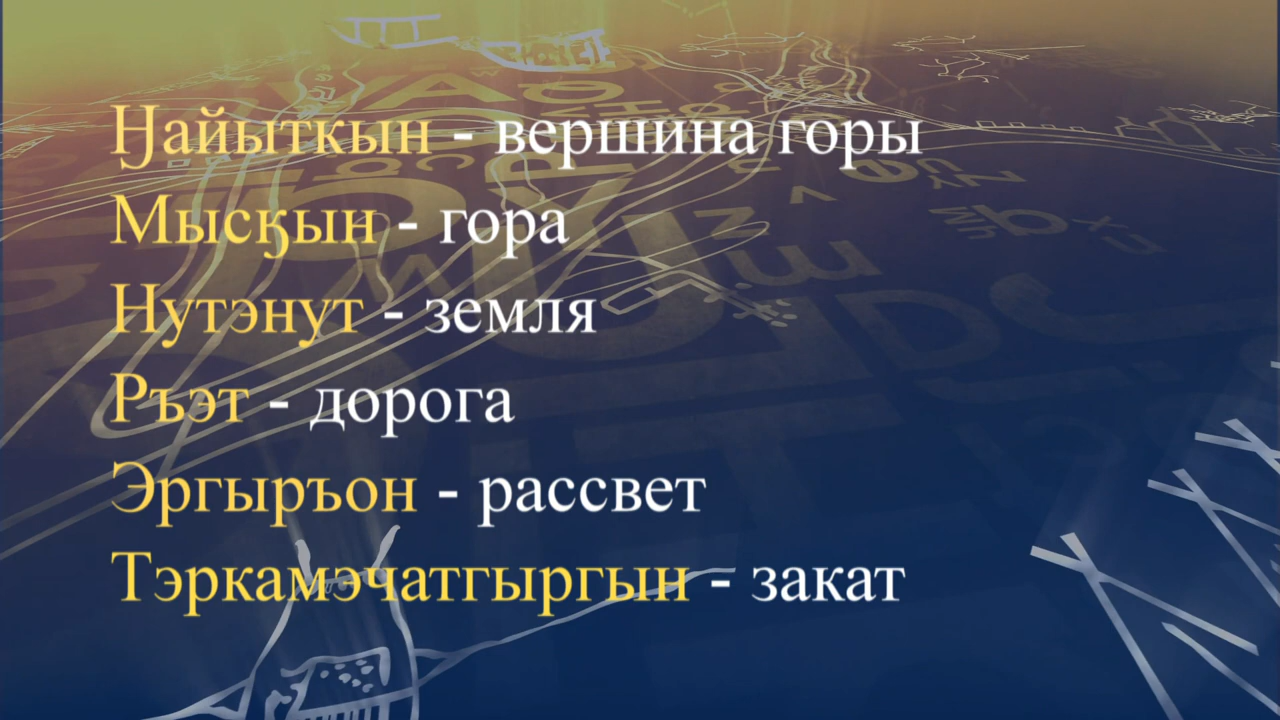 Ӈайыткын - вершина горы
Мысӄын - гора
Нутэнут - земля
Ръэт - дорога
Эргыръон - рассвет
Тэркамэчатгыргын - закат